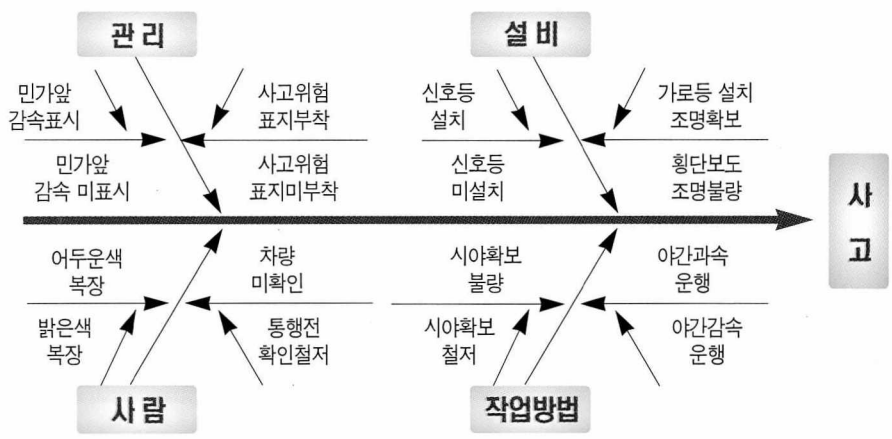 관리
설비
민가앞
감속표시
사고위험
표지부착
신호등
설치
가로등 설치
조명확보
민가앞
감속 미표시
사고위험
표지미부착
신호등
미설치
횡단보도
조명불량
사고
어두운색
복장
차량
미확인
시야확보
불량
야간과속
운행
밝은색
복장
통행전
확인철저
시야확보
철저
야간감속
운행
사람
작업방법